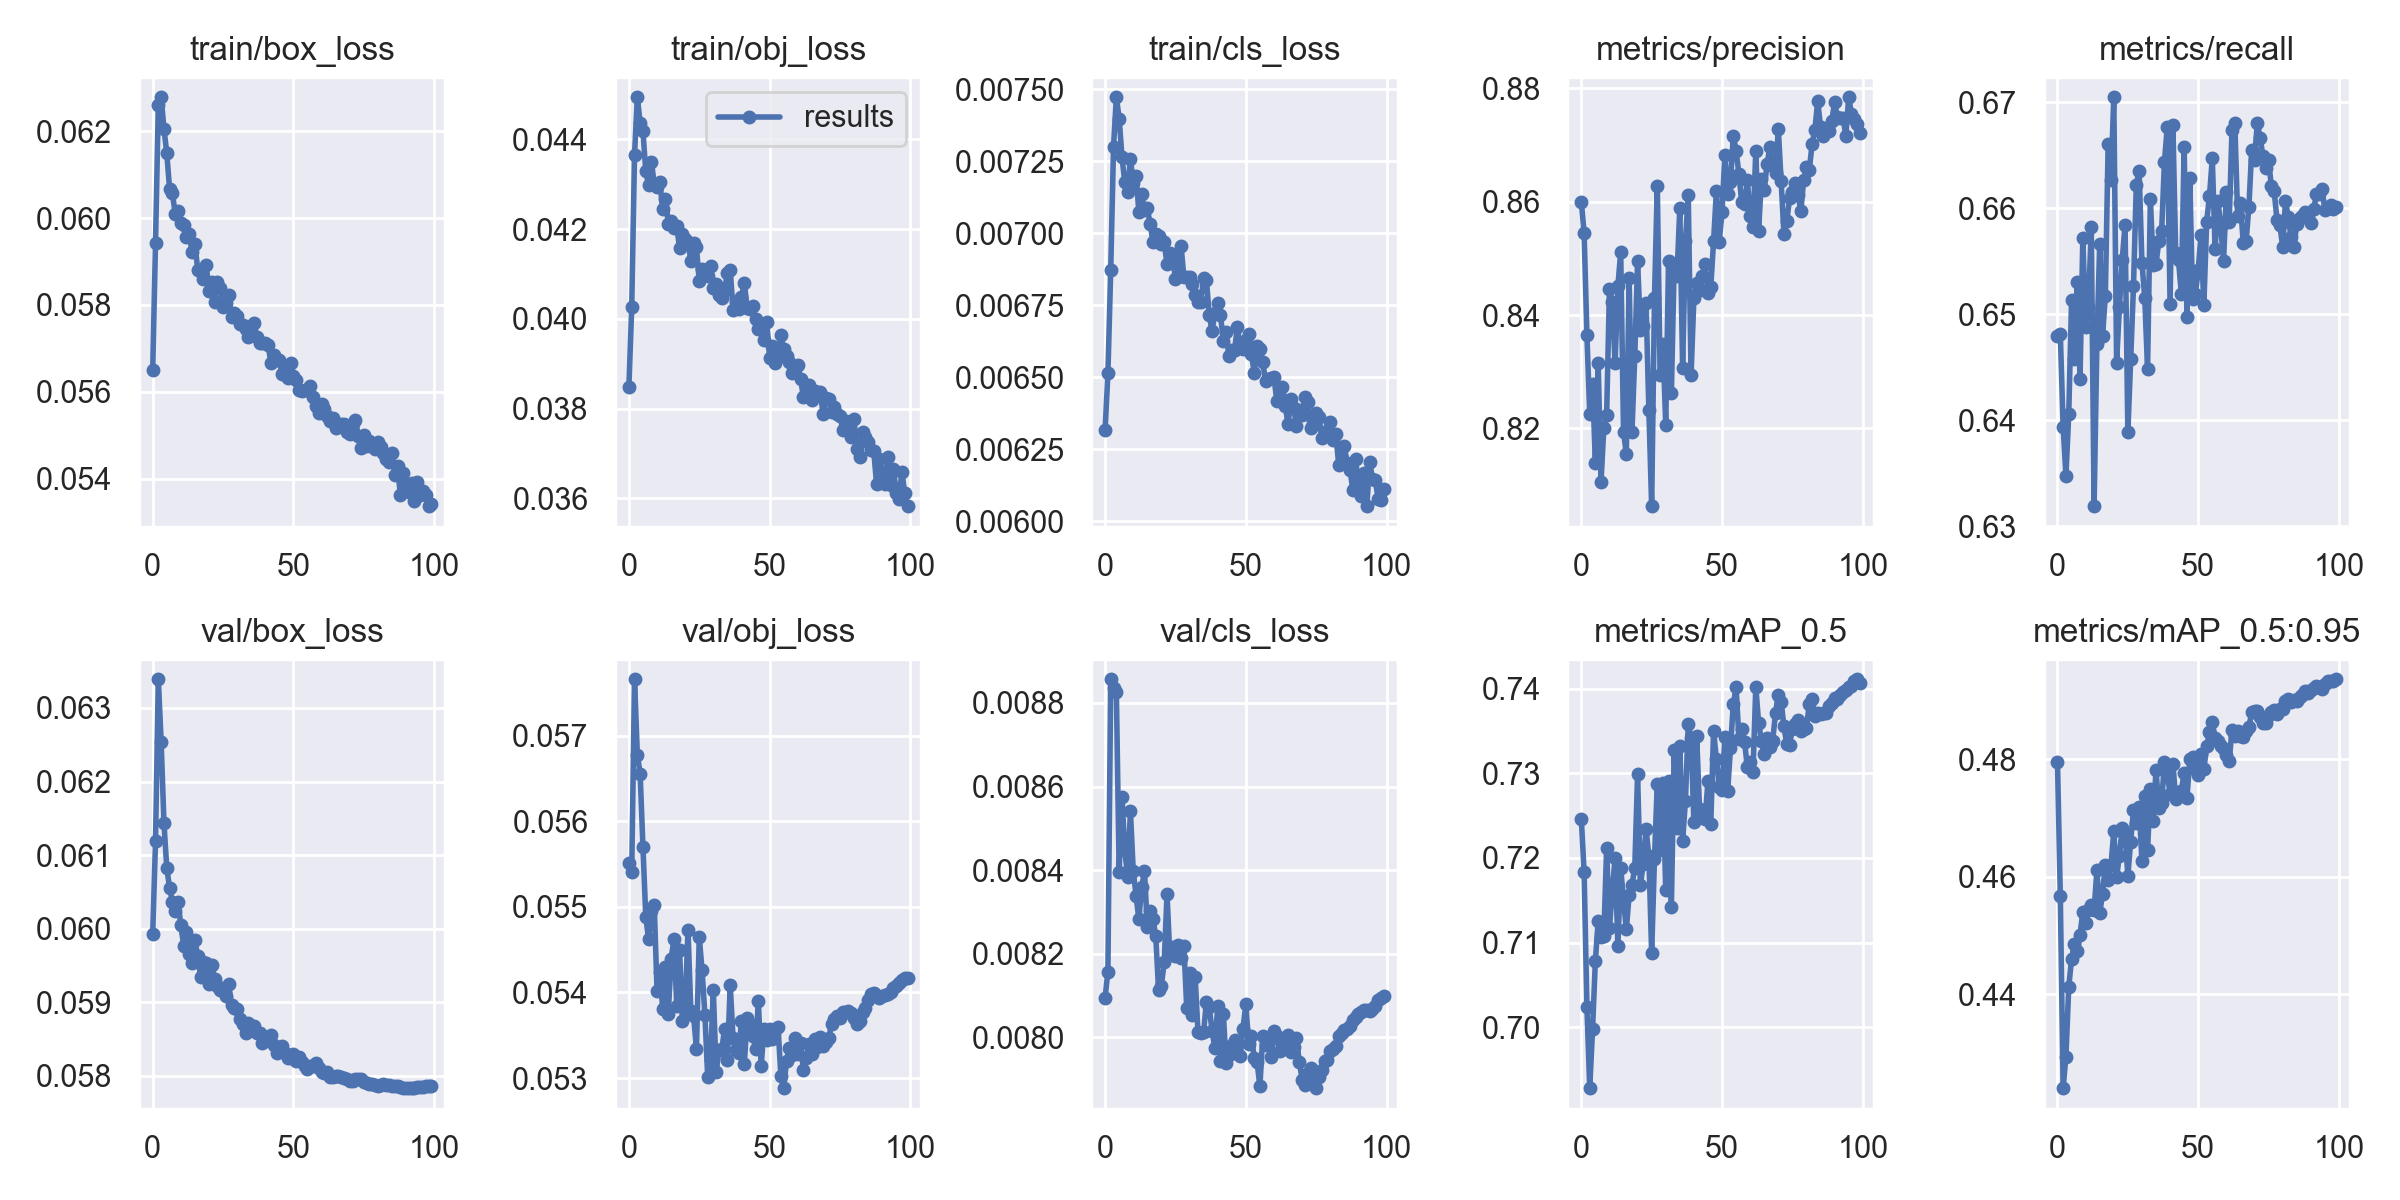 train/box_loss
0.062
0.060
0.058
0.056
0.054
0 50 100
train/obj_loss
results
0.044
0.042
0.040
0.038
0.036
0 50 100
train/cls_loss
0.00750
0.00725
0.00700
0.00675
0.00650
0.00625
0.00600
0 50 100
metrics/precision
0.88
0.86
0.84
0.82
0 50 100
metrics/recall
0.67
0.66
0.65
0.64
0.63
0 50 100
val/box_loss
0.063
0.062
0.061
0.060
0.059
0.058
0 50 100
val/obj_loss
0.057
0.056
0.055
0.054
0.053
0 50 100
val/cls_loss
0.0088
0.0086
0.0084
0.0082
0.0080
0 50 100
metrics/mAP_0.5
0.74
0.73
0.72
0.71
0.70
0 50 100
metrics/mAP_0.5:0.95
0.48
0.46
0.44
0 50 100